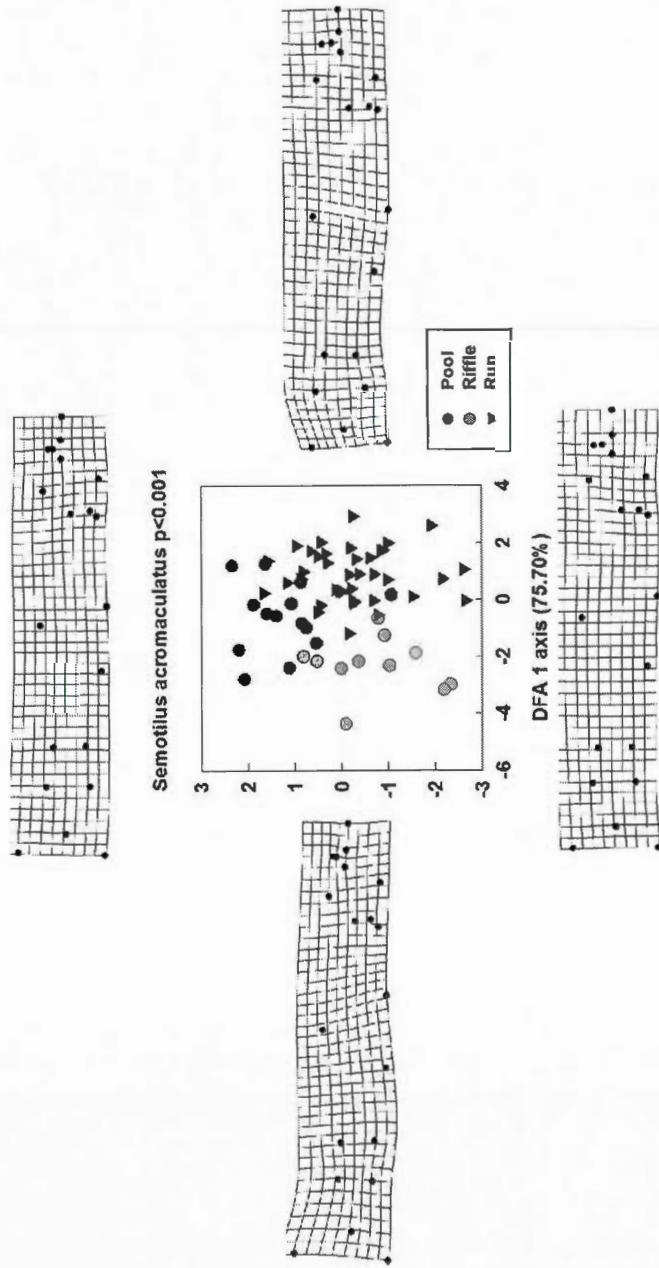 Semotilus acromaculatus p<0.001
3
2
1
0
-1
-2
-3
-6
-4
-2
0
2
4
DFA 1 axis (75.70%)
Pool
Riffle
Run